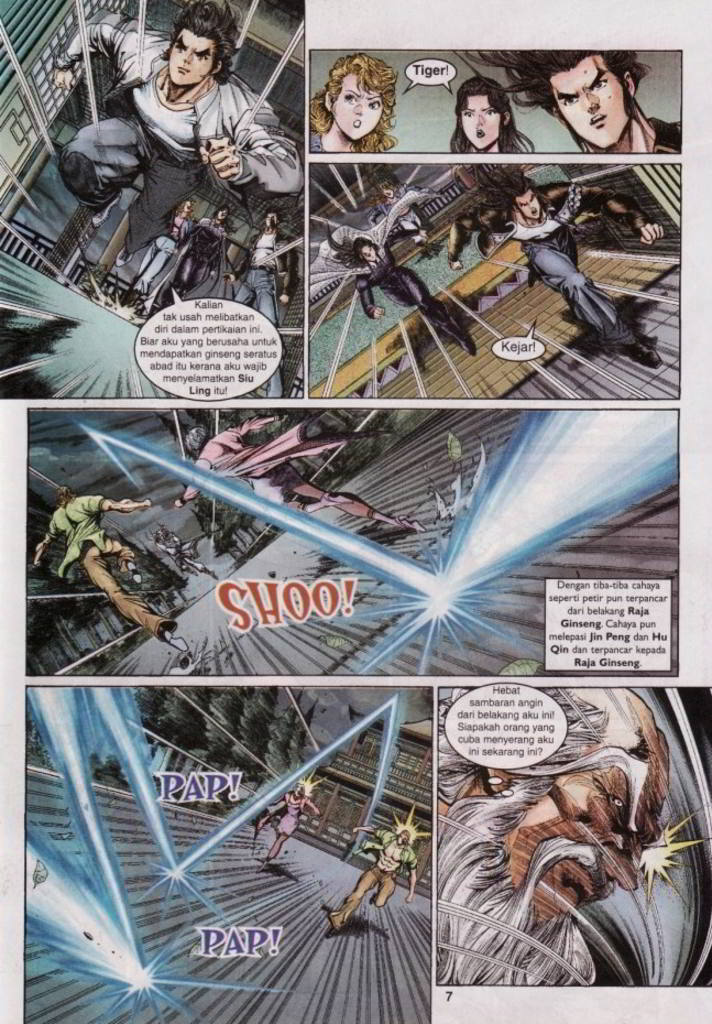 Kalian
tak usah melibatkan
diri dalam pertikaian ini.
Biar aku yang berusaha untuk
mendapatkan ginseng seratus
abad itu kerana aku wajib
menyelamatkan Siu
Ling itu!
Tiger!
Kejar!
SHOO!
Dengan tiba-tiba cahaya
seperti petir pun terpancar
dari belakang Raja
Ginseng. Cahaya pun
melepasi Jin Peng dan Hu
Qin dan terpancar kepada
Raja Ginseng.
PAP!
PAP!
Hebat
sambaran angin
dari belakang aku ini!
Siapakah orang yang
cuba menyerang aku
ini sekarang ini?
7